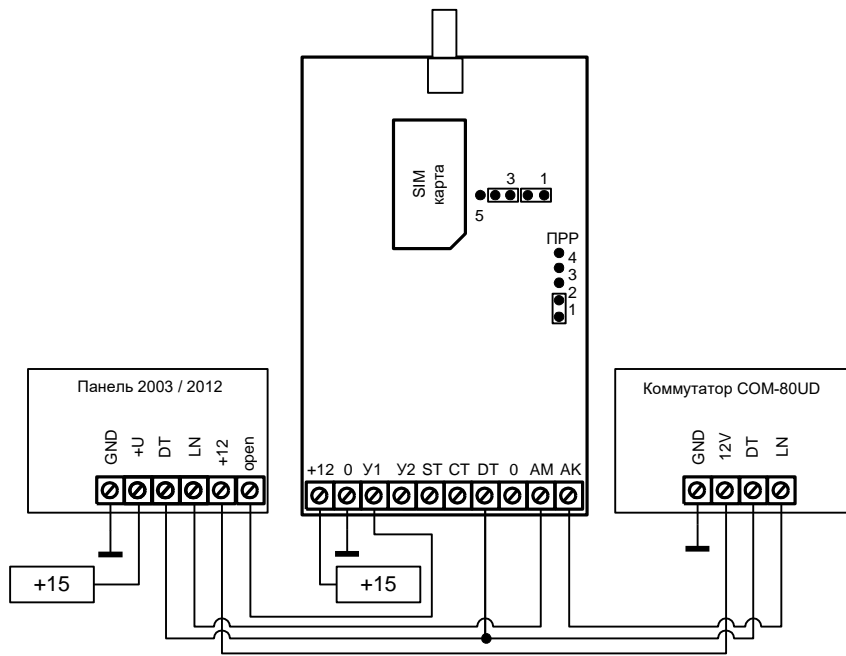 SIM
карта
3 1
5
ПРР
4
3
2
1
Панель 2003 / 2012
GND +U DT LN +12 open
+12 0 У1 У2 ST CT DT 0 AM AK
Коммутатор COM-80UD
GND 12V DT LN
+15
+15